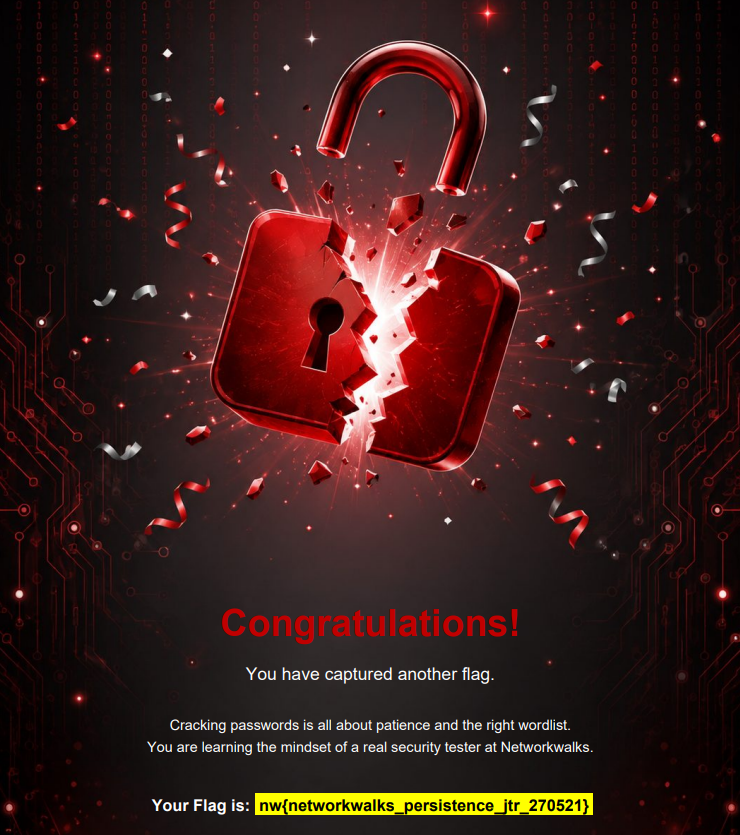 Congratulations!
You have captured another flag.
Cracking passwords is all about patience and the right wordlist.
You are learning the mindset of a real security tester at Networkwalks.
Your Flag is: nw{networkwalks_persistence_jtr_270521}